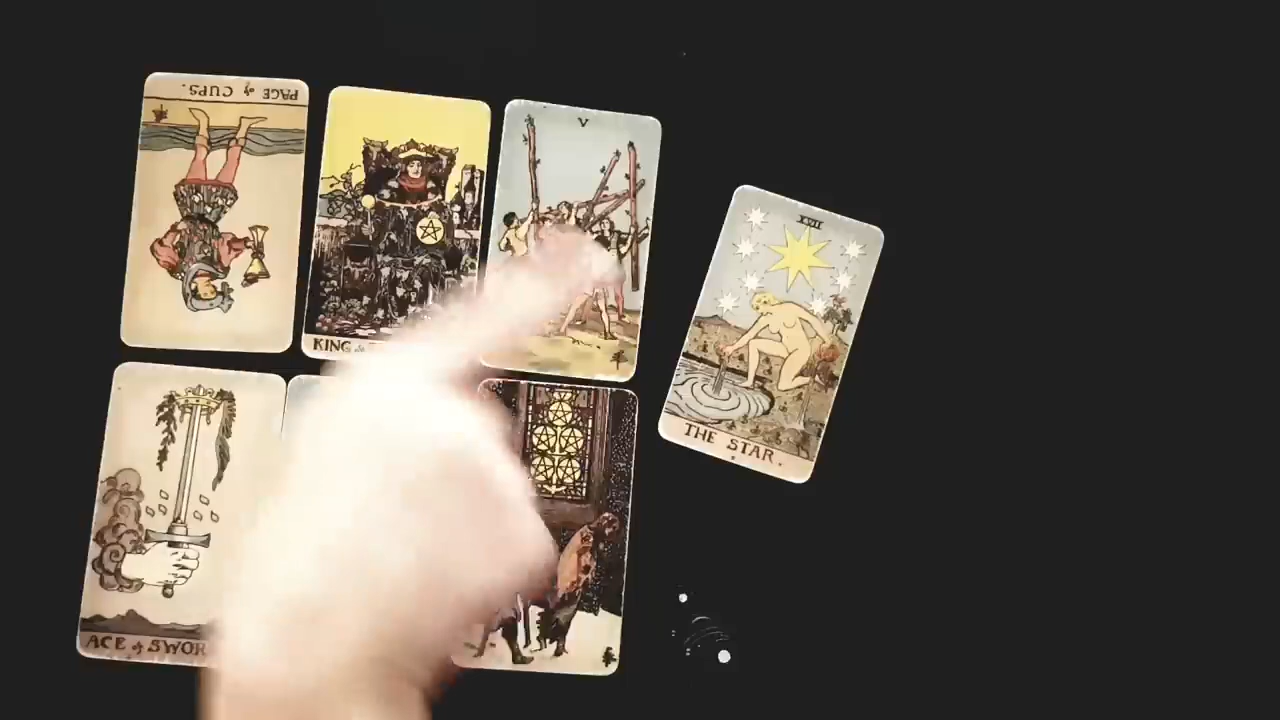 PAGE of CUPS.
KING
V
XVII
THE STAR.
ACE of SWOR